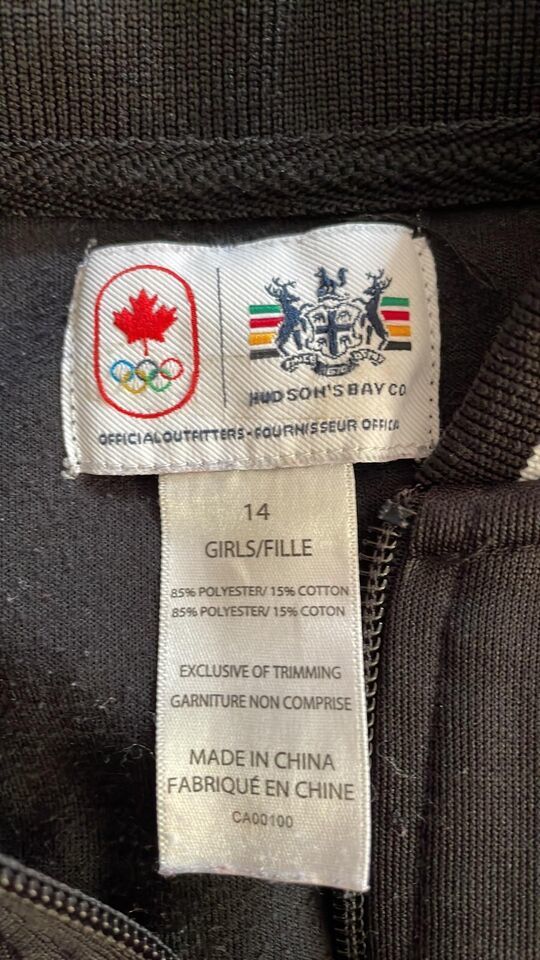 HUDSON'S BAY CO
OFFICIAL OUTFITTERS - FOURNISSEUR OFFICIA
14
GIRLS/FILLE
85% POLYESTER/ 15% COTTON
85% POLYESTER/ 15% COTON
EXCLUSIVE OF TRIMMING
GARNITURE NON COMPRISE
MADE IN CHINA
FABRIQUÉ EN CHINE
CA00100